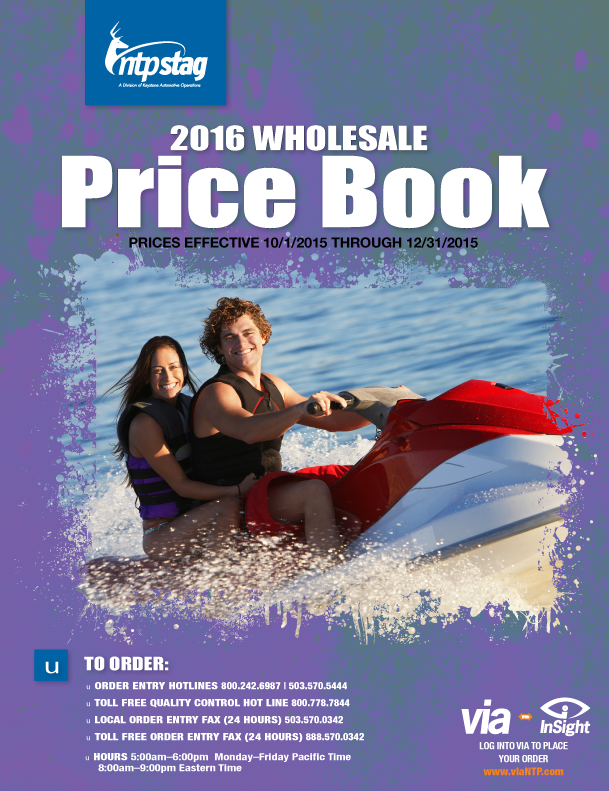 ntpstag
A Division of Keystone Automotive Operations
2016 WHOLESALE
Price Book
PRICES EFFECTIVE 10/1/2015 THROUGH 12/31/2015
u TO ORDER:
u ORDER ENTRY HOTLINES 800.242.6987 | 503.570.5444
u TOLL FREE QUALITY CONTROL HOT LINE 800.778.7844
u LOCAL ORDER ENTRY FAX (24 HOURS) 503.570.0342
u TOLL FREE ORDER ENTRY FAX (24 HOURS) 888.570.0342
u HOURS 5:00am–6:00pm Monday–Friday Pacific Time
8:00am–9:00pm Eastern Time
via InSight
LOG INTO VIA TO PLACE
YOUR ORDER
www.viaNTP.com